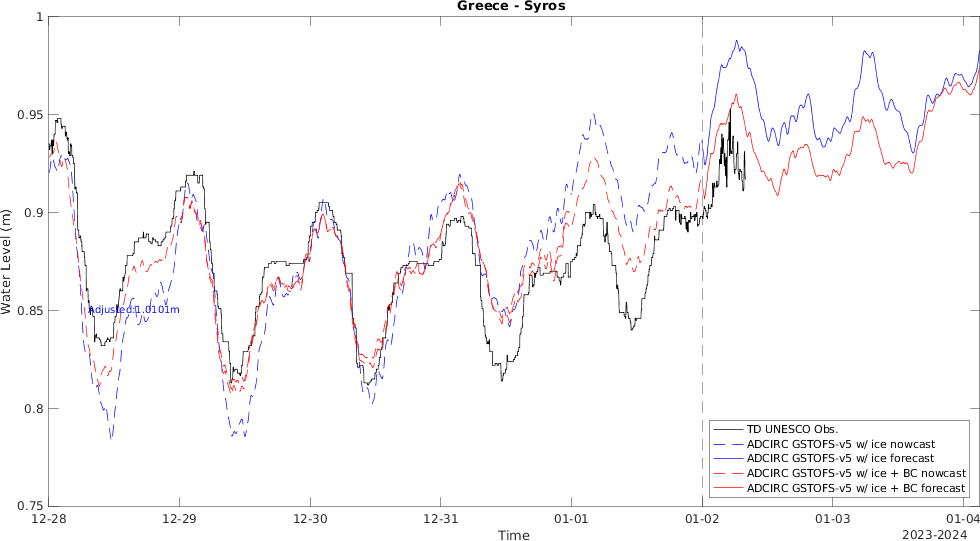 Greece - Syros
1
0.95
0.9
0.85
0.8
0.75
Water Level (m)
Adjusted:1.0101m
TD UNESCO Obs.
ADCIRC GSTOFS-v5 w/ ice nowcast
ADCIRC GSTOFS-v5 w/ ice forecast
ADCIRC GSTOFS-v5 w/ ice + BC nowcast
ADCIRC GSTOFS-v5 w/ ice + BC forecast
12-28 12-29 12-30 12-31 01-01 01-02 01-03 01-04
Time
2023-2024